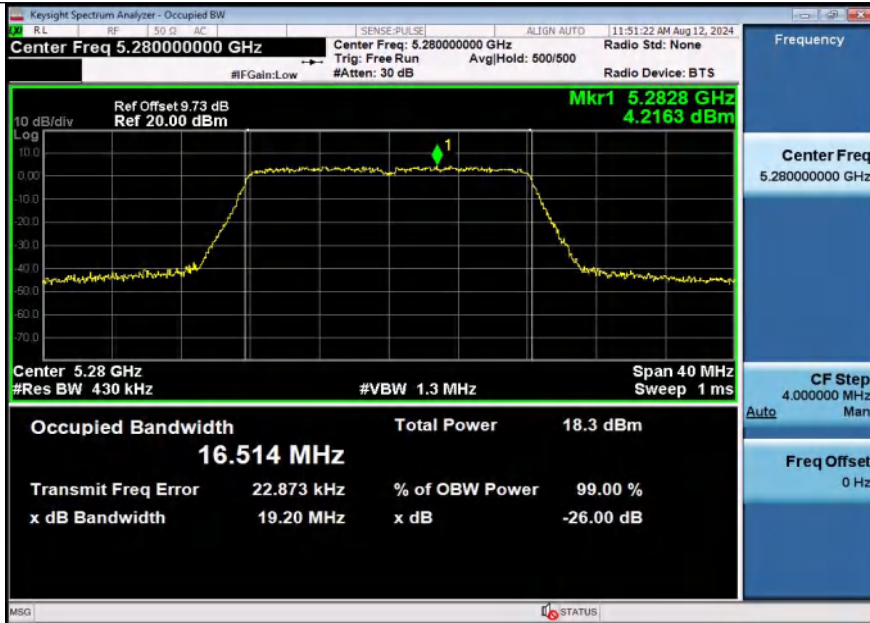 Keysight Spectrum Analyzer - Occupied BW
LXI RL RF 50 Ω AC SENSE:PULSE ALIGN AUTO 11:51:22 AM Aug 12, 2024
Center Freq 5.280000000 GHz
Center Freq: 5.280000000 GHz
Radio Std: None
Trig: Free Run
Avg|Hold: 500/500
#IFGain:Low
#Atten: 30 dB
Radio Device: BTS
Mkr1 5.2828 GHz
4.2163 dBm
Ref Offset 9.73 dB
10 dB/div Ref 20.00 dBm
Log
10.0
1
0.00
-10.0
-20.0
-30.0
-40.0
-50.0
-60.0
-70.0
Center 5.28 GHz
Span 40 MHz
#Res BW 430 kHz
#VBW 1.3 MHz
Sweep 1 ms
Occupied Bandwidth
Total Power 18.3 dBm
16.514 MHz
Transmit Freq Error 22.873 kHz
% of OBW Power 99.00 %
x dB Bandwidth 19.20 MHz
x dB -26.00 dB
MSG
STATUS
Frequency
Center Freq
5.280000000 GHz
CF Step
4.000000 MHz
Auto Man
Freq Offset
0 Hz